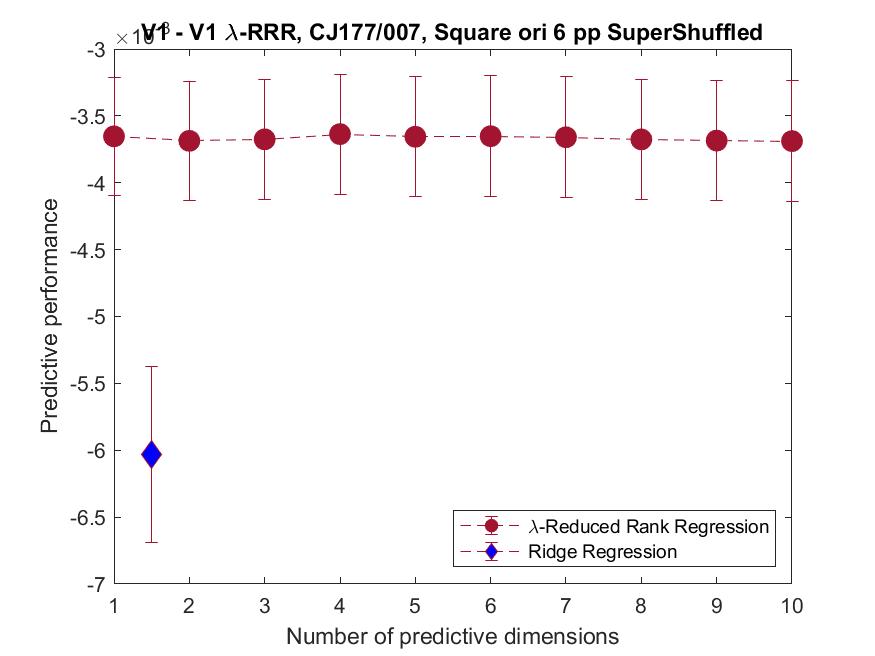 V1 - V1 λ-RRR, CJ177/007, Square ori 6 pp SuperShuffled
×10-3
-3
-3.5
-4
-4.5
-5
-5.5
-6
-6.5
-7
Predictive performance
λ-Reduced Rank Regression
Ridge Regression
1 2 3 4 5 6 7 8 9 10
Number of predictive dimensions